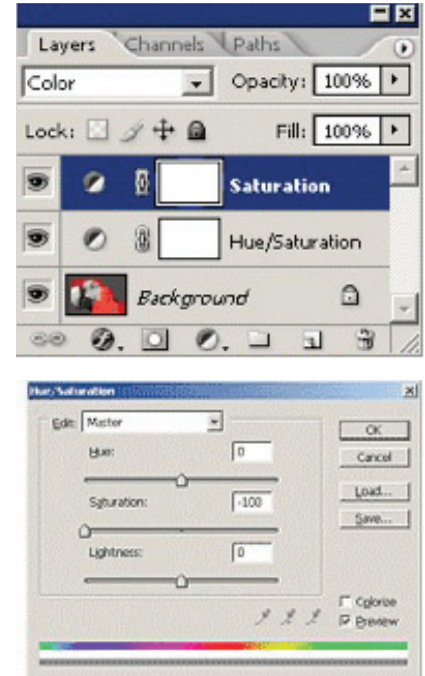 Layers Channels Paths
Color Opacity: 100%
Lock: Fill: 100%
Saturation
Hue/Saturation
Background
Hue/Saturation
Edit: Master OK
Hue: 0 Cancel
Load...
Saturation: -100
Save...
Lightness: 0
Colorize
Preview